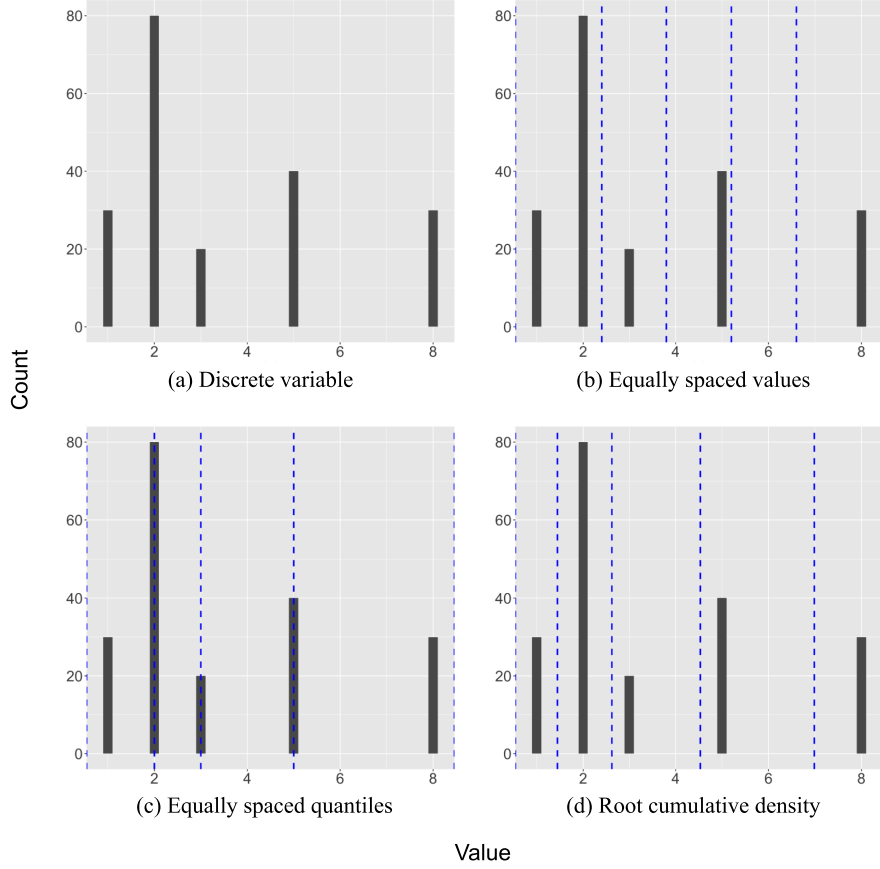 80
60
40
20
0
2 4 6 8
(a) Discrete variable
80
60
40
20
0
2 4 6 8
(b) Equally spaced values
Count
80
60
40
20
0
2 4 6 8
(c) Equally spaced quantiles
80
60
40
20
0
2 4 6 8
(d) Root cumulative density
Value